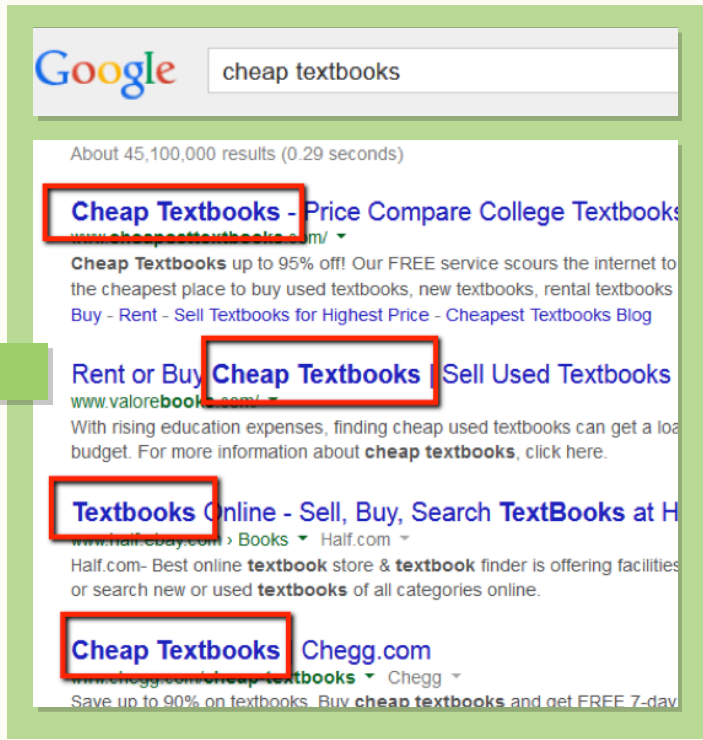 Google cheap textbooks
About 45,100,000 results (0.29 seconds)
Cheap Textbooks - Price Compare College Textbooks
www.cheapesttextbooks.com/
Cheap Textbooks up to 95% off! Our FREE service scours the internet to
the cheapest place to buy used textbooks, new textbooks, rental textbooks
Buy - Rent - Sell Textbooks for Highest Price - Cheapest Textbooks Blog
Rent or Buy Cheap Textbooks | Sell Used Textbooks
www.valorebooks.com/
With rising education expenses, finding cheap used textbooks can get a loa
budget. For more information about cheap textbooks, click here.
Textbooks Online - Sell, Buy, Search TextBooks at H
www.half.ebay.com › Books Half.com
Half.com- Best online textbook store & textbook finder is offering facilities
or search new or used textbooks of all categories online.
Cheap Textbooks | Chegg.com
www.chegg.com/cheap-textbooks Chegg
Save up to 90% on textbooks. Buy cheap textbooks and get FREE 7-day